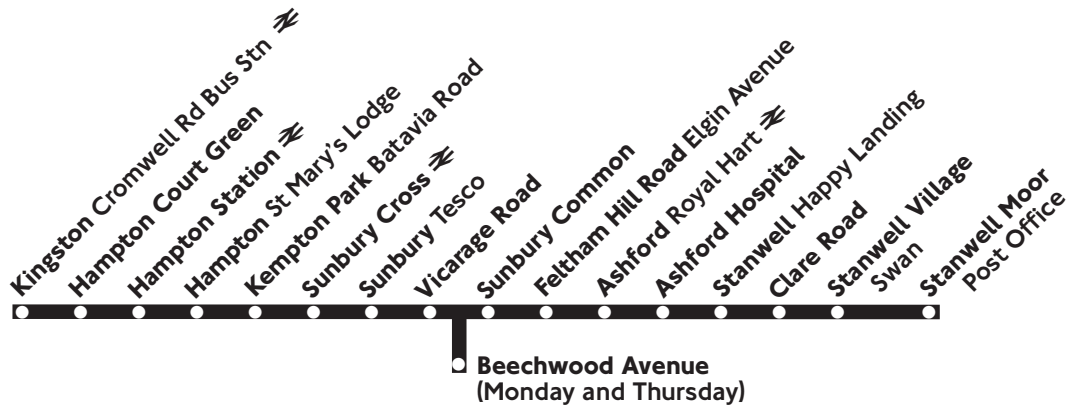 Kingston Cromwell Rd Bus Stn
Hampton Court Green
Hampton Station
Hampton St Mary's Lodge
Kempton Park Batavia Road
Sunbury Cross
Sunbury Tesco
Vicarage Road
Sunbury Common
Feltham Hill Road Elgin Avenue
Ashford Royal Hart
Ashford Hospital
Stanwell Happy Landing
Clare Road
Stanwell Village
Swan
Stanwell Moor
Post Office
Beechwood Avenue
(Monday and Thursday)